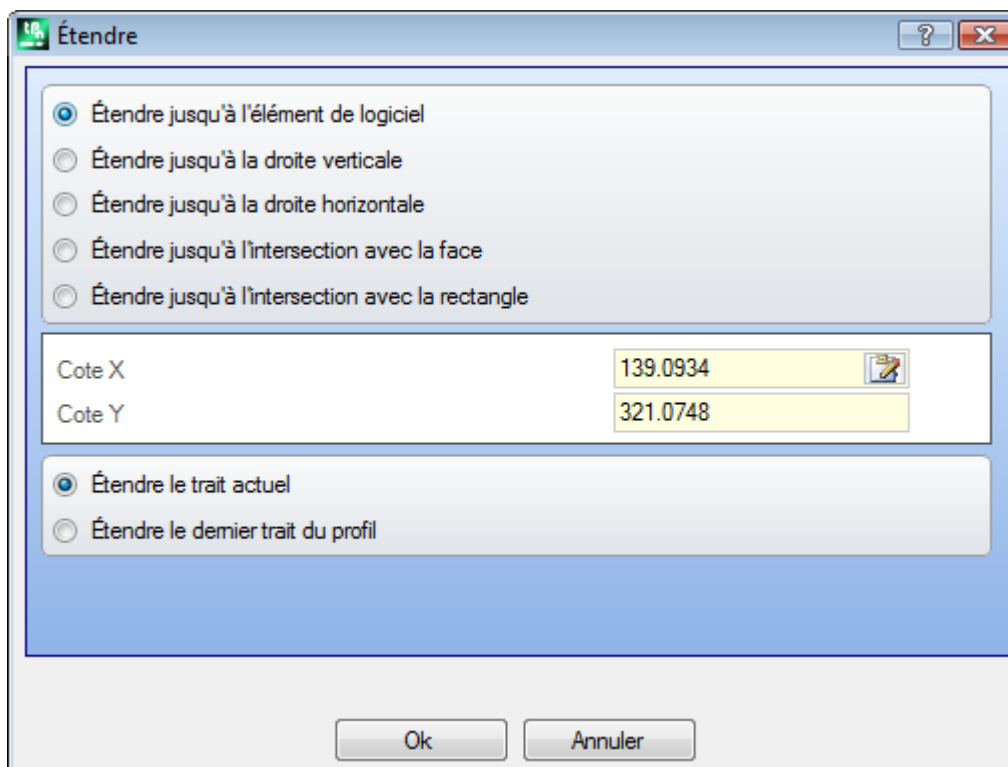 Étendre
Étendre jusqu'à l'élément de logiciel
Étendre jusqu'à la droite verticale
Étendre jusqu'à la droite horizontale
Étendre jusqu'à l'intersection avec la face
Étendre jusqu'à l'intersection avec la rectangle
Cote X 139.0934
Cote Y 321.0748
Étendre le trait actuel
Étendre le dernier trait du profil
Ok Annuler